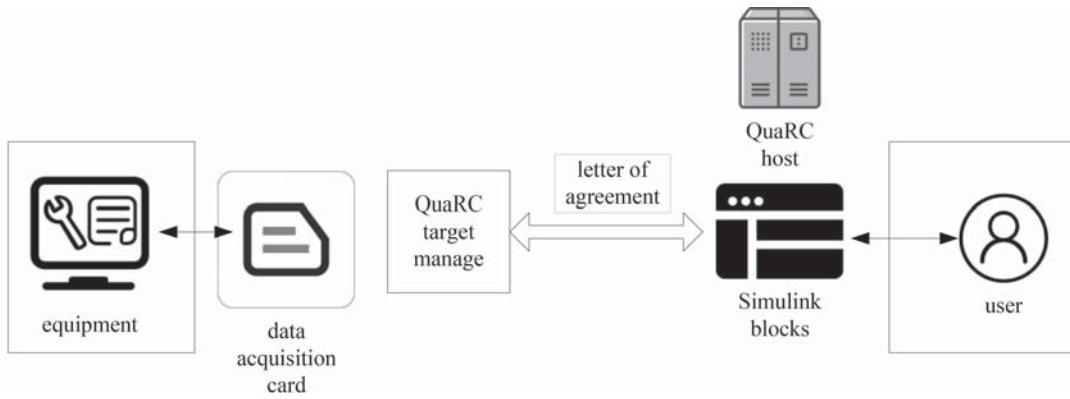 equipment
data
acquisition
card
QuaRC
target
manage
letter of
agreement
QuaRC
host
Simulink
blocks
user